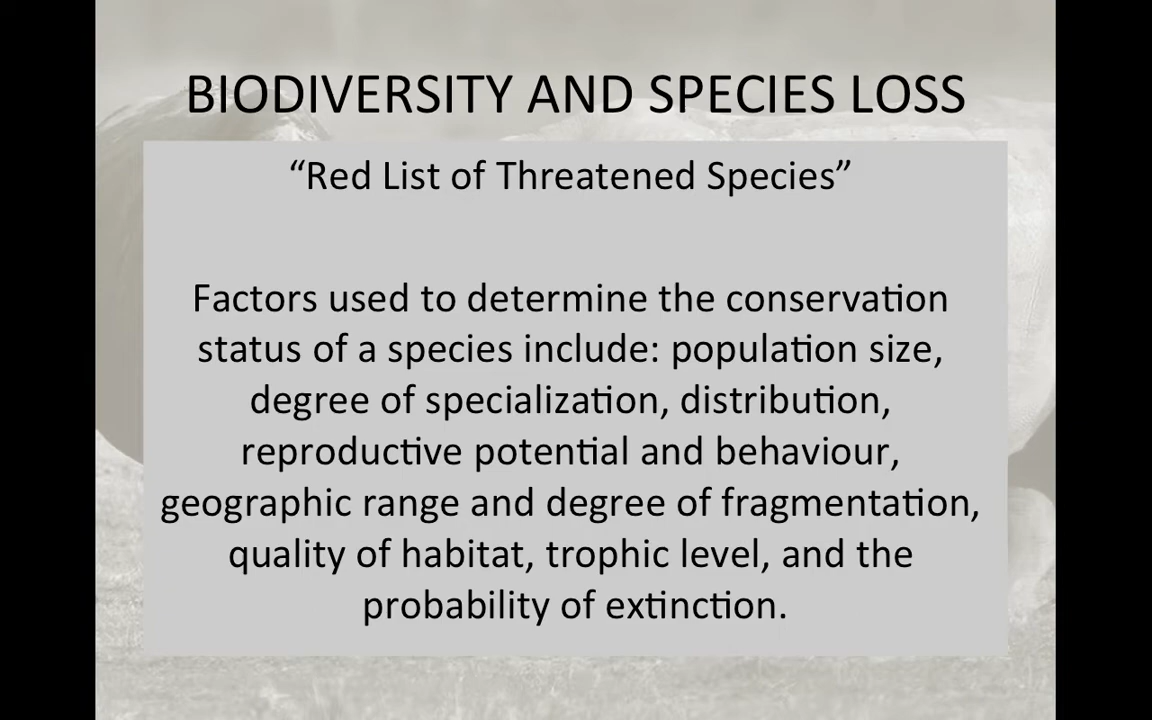 BIODIVERSITY AND SPECIES LOSS
“Red List of Threatened Species”
Factors used to determine the conservation
status of a species include: population size,
degree of specialization, distribution,
reproductive potential and behaviour,
geographic range and degree of fragmentation,
quality of habitat, trophic level, and the
probability of extinction.